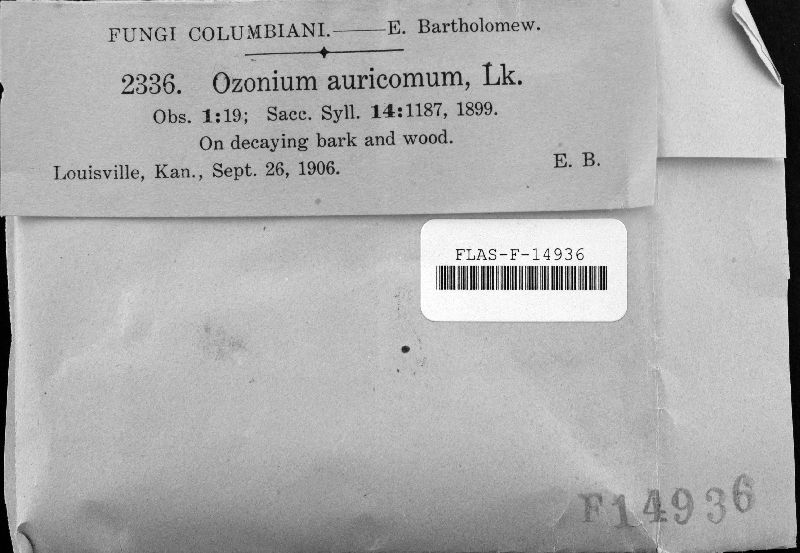 FUNGI COLUMBIANI.——E. Bartholomew.
2336. Ozonium auricomum, Lk.
Obs. 1:19; Sacc. Syll. 14:1187, 1899.
On decaying bark and wood.
Louisville, Kan., Sept. 26, 1906. E. B.
FLAS-F-14936
F14936